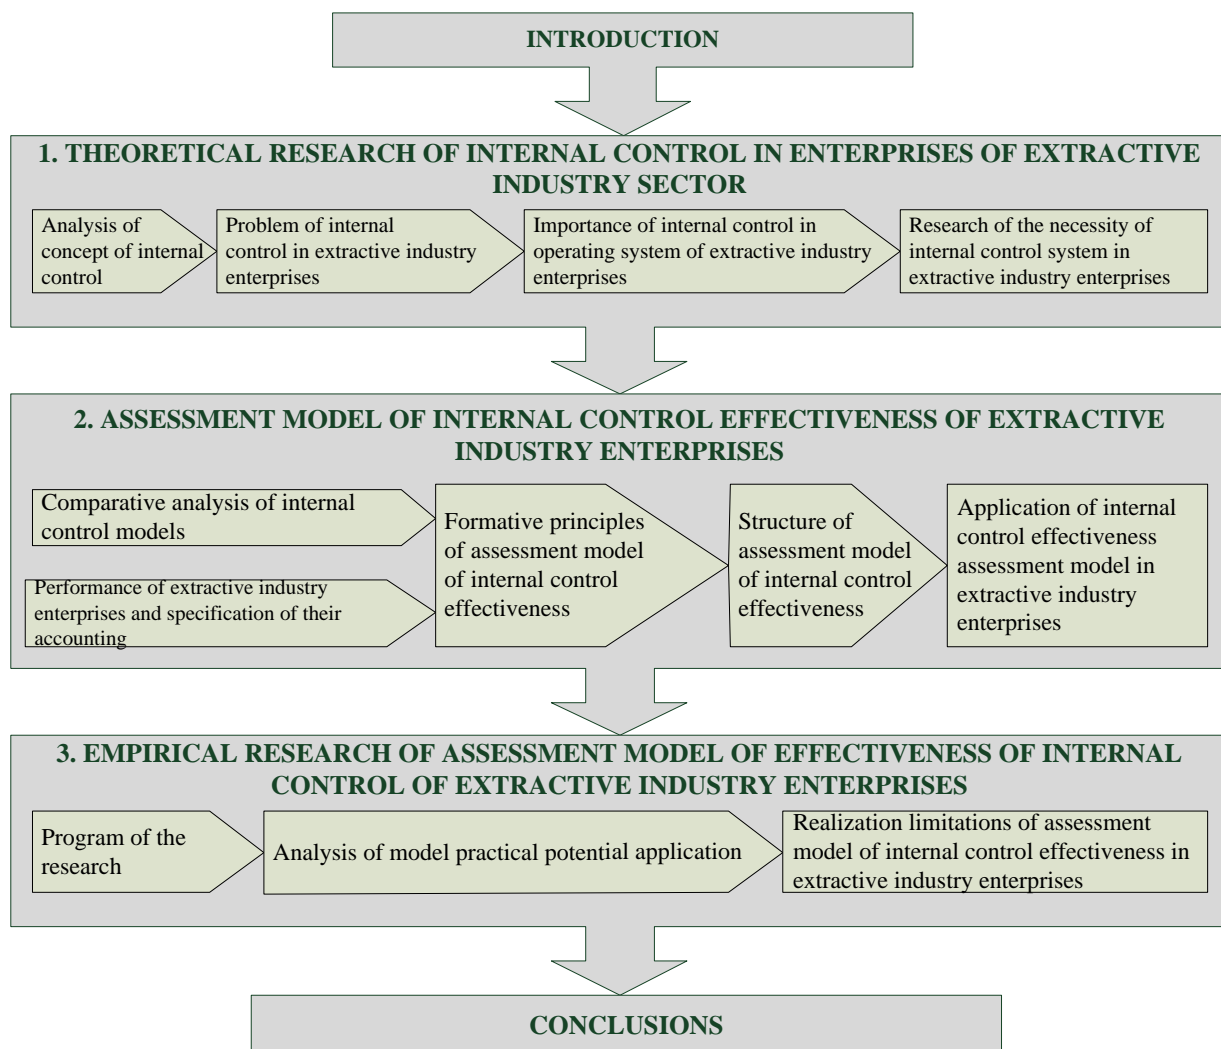 INTRODUCTION
1. THEORETICAL RESEARCH OF INTERNAL CONTROL IN ENTERPRISES OF EXTRACTIVE
INDUSTRY SECTOR
Analysis of
concept of internal
control
Problem of internal
control in extractive industry
enterprises
Importance of internal control in
operating system of extractive industry
enterprises
Research of the necessity of
internal control system in
extractive industry enterprises
2. ASSESSMENT MODEL OF INTERNAL CONTROL EFFECTIVENESS OF EXTRACTIVE
INDUSTRY ENTERPRISES
Comparative analysis of internal
control models
Performance of extractive industry
enterprises and specification of their
accounting
Formative principles
of assessment model
of internal control
effectiveness
Structure of
assessment model
of internal control
effectiveness
Application of internal
control effectiveness
assessment model in
extractive industry
enterprises
3. EMPIRICAL RESEARCH OF ASSESSMENT MODEL OF EFFECTIVENESS OF INTERNAL
CONTROL OF EXTRACTIVE INDUSTRY ENTERPRISES
Program of the
research
Analysis of model practical potential application
Realization limitations of assessment
model of internal control effectiveness in
extractive industry enterprises
CONCLUSIONS